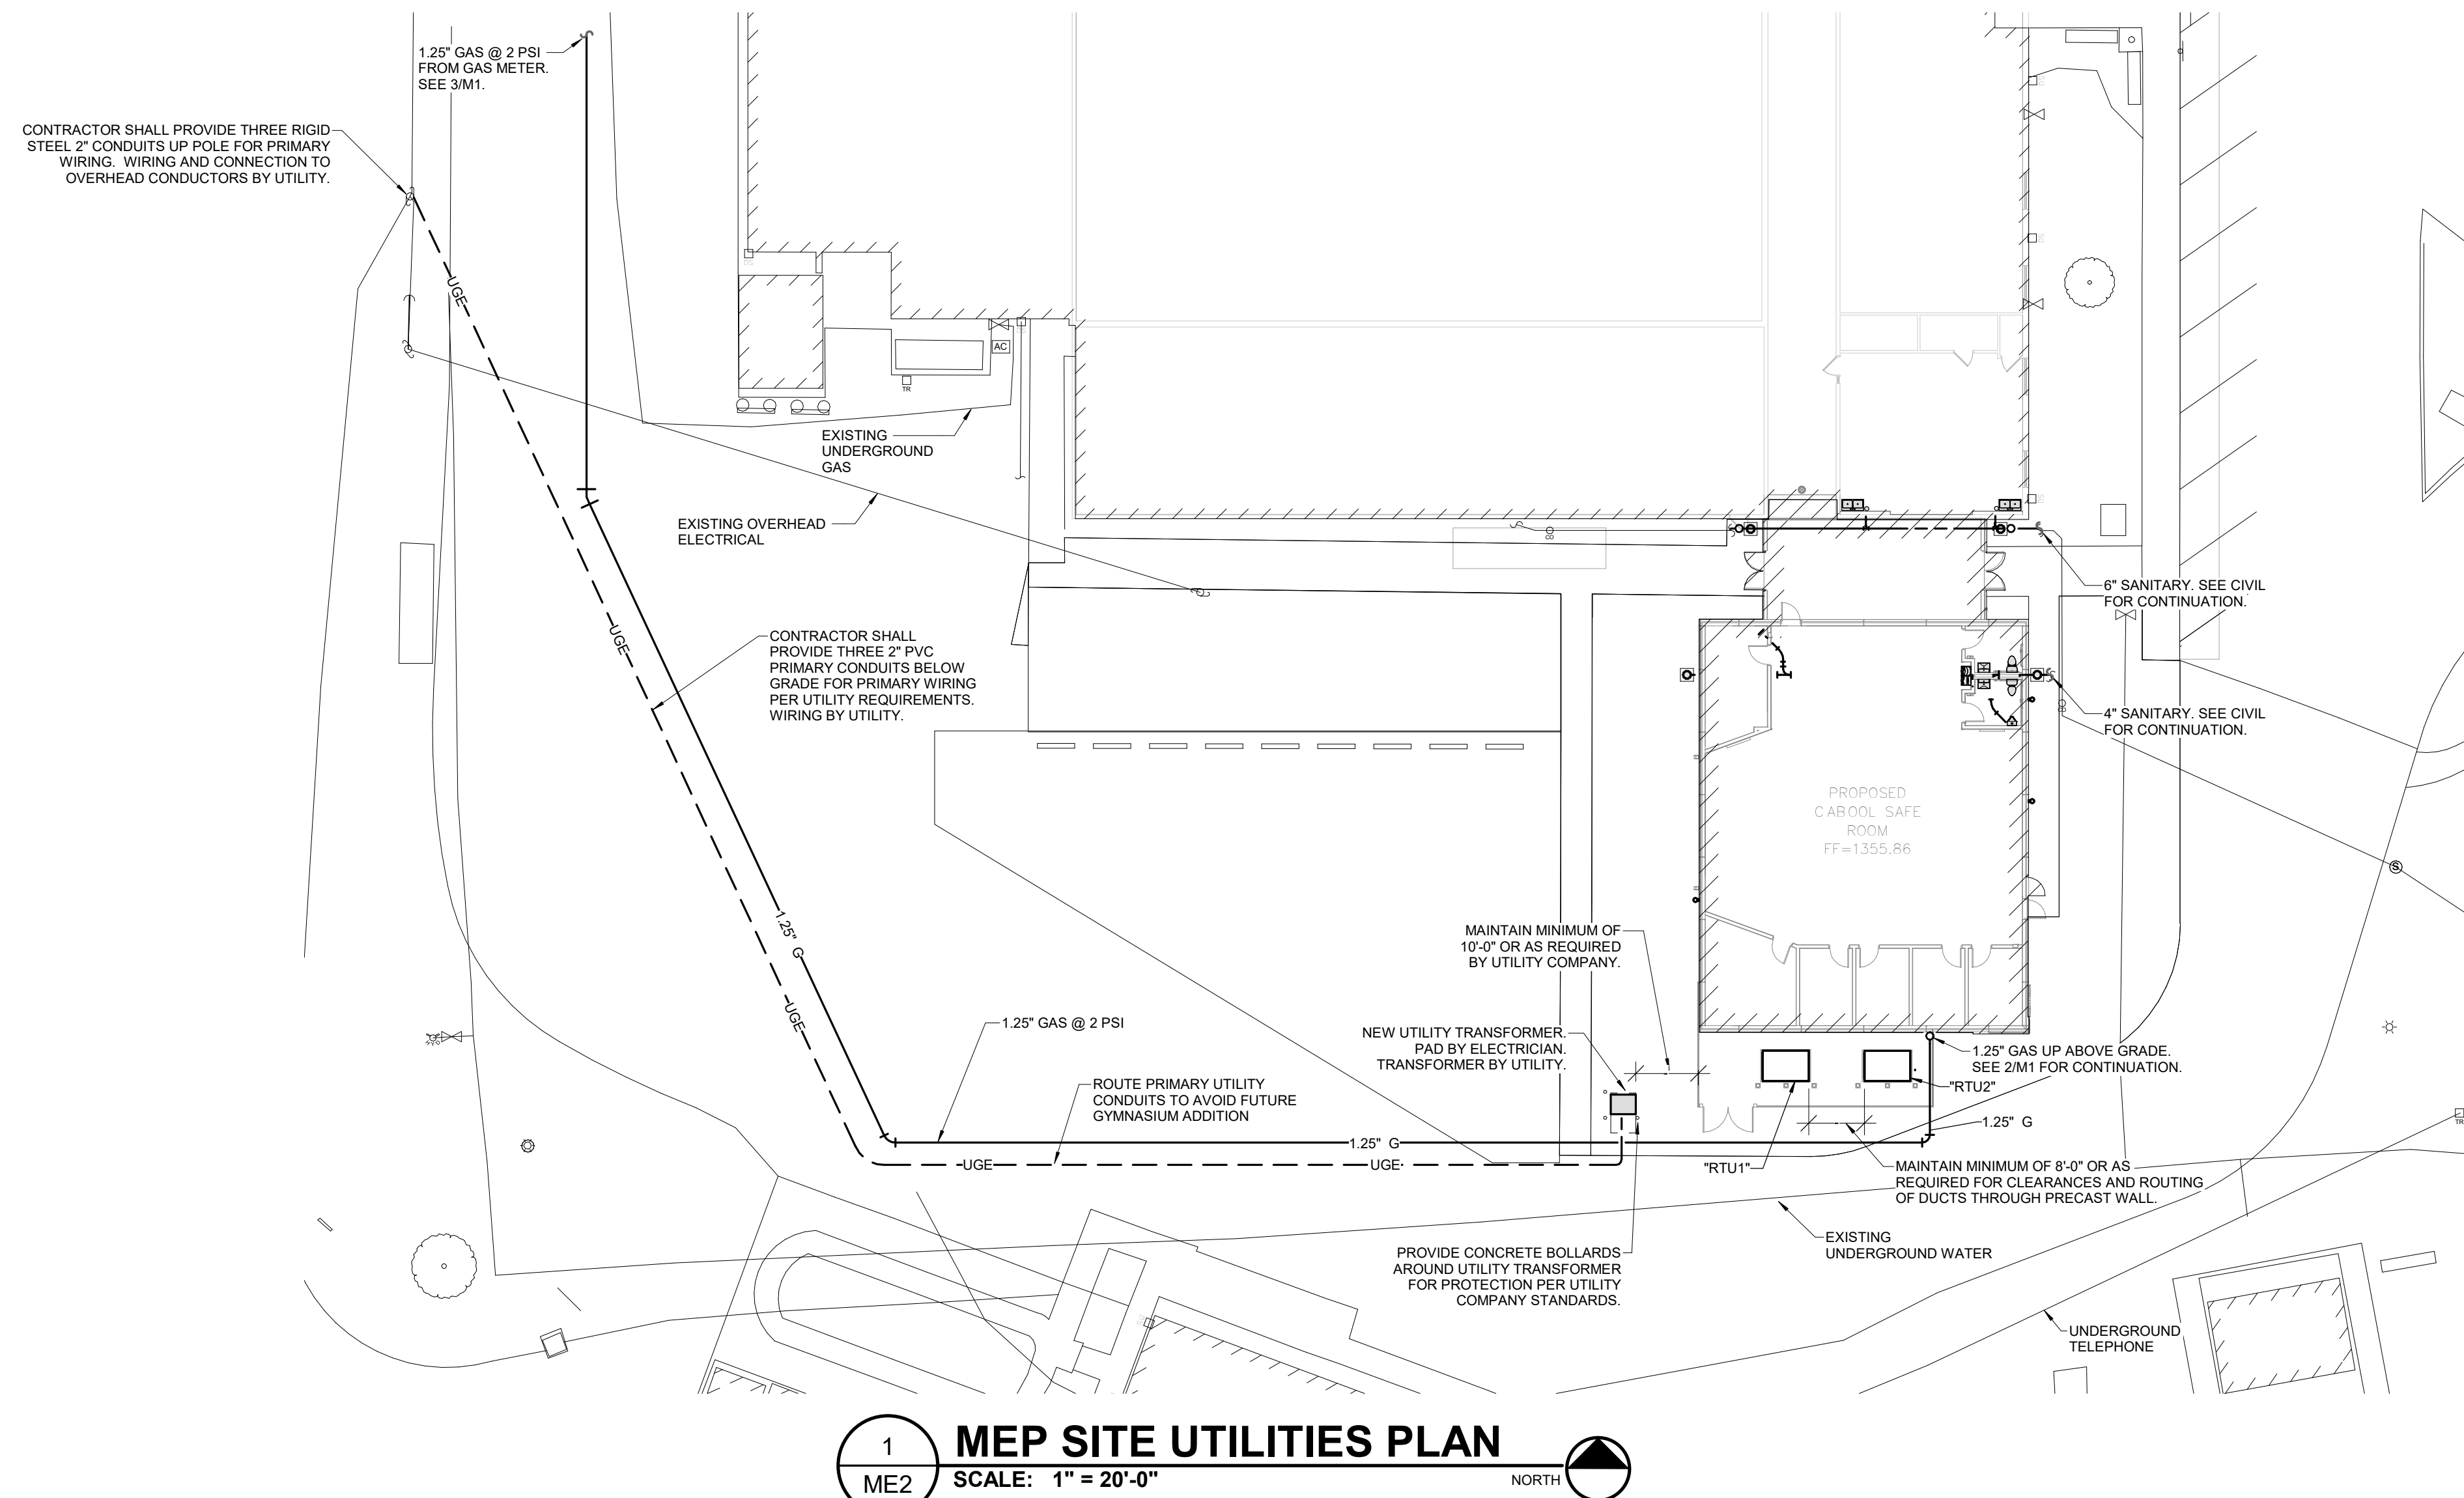 1.25" GAS @ 2 PSI
FROM GAS METER.
SEE 3/M1.
CONTRACTOR SHALL PROVIDE THREE RIGID
STEEL 2" CONDUITS UP POLE FOR PRIMARY
WIRING.  WIRING AND CONNECTION TO
OVERHEAD CONDUCTORS BY UTILITY.
UGE
AC
TR
EXISTING
UNDERGROUND
GAS
EXISTING OVERHEAD
ELECTRICAL
CO
6" SANITARY. SEE CIVIL
FOR CONTINUATION.
UGE
CONTRACTOR SHALL
PROVIDE THREE 2" PVC
PRIMARY CONDUITS BELOW
GRADE FOR PRIMARY WIRING
PER UTILITY REQUIREMENTS.
WIRING BY UTILITY.
CO
4" SANITARY. SEE CIVIL
FOR CONTINUATION.
PROPOSED
CABOOL SAFE
ROOM
FF=1355.86
S
1.25" G
UGE
MAINTAIN MINIMUM OF
10'-0" OR AS REQUIRED
BY UTILITY COMPANY.
1.25" GAS @ 2 PSI
NEW UTILITY TRANSFORMER.
PAD BY ELECTRICIAN.
TRANSFORMER BY UTILITY.
1.25" GAS UP ABOVE GRADE.
SEE 2/M1 FOR CONTINUATION.
"RTU2"
ROUTE PRIMARY UTILITY
CONDUITS TO AVOID FUTURE
GYMNASIUM ADDITION
1.25" G
TR
1.25" G
UGE
UGE
"RTU1"
MAINTAIN MINIMUM OF 8'-0" OR AS
REQUIRED FOR CLEARANCES AND ROUTING
OF DUCTS THROUGH PRECAST WALL.
EXISTING
UNDERGROUND WATER
PROVIDE CONCRETE BOLLARDS
AROUND UTILITY TRANSFORMER
FOR PROTECTION PER UTILITY
COMPANY STANDARDS.
UNDERGROUND
TELEPHONE
1
ME2
MEP SITE UTILITIES PLAN
SCALE: 1" = 20'-0"
NORTH